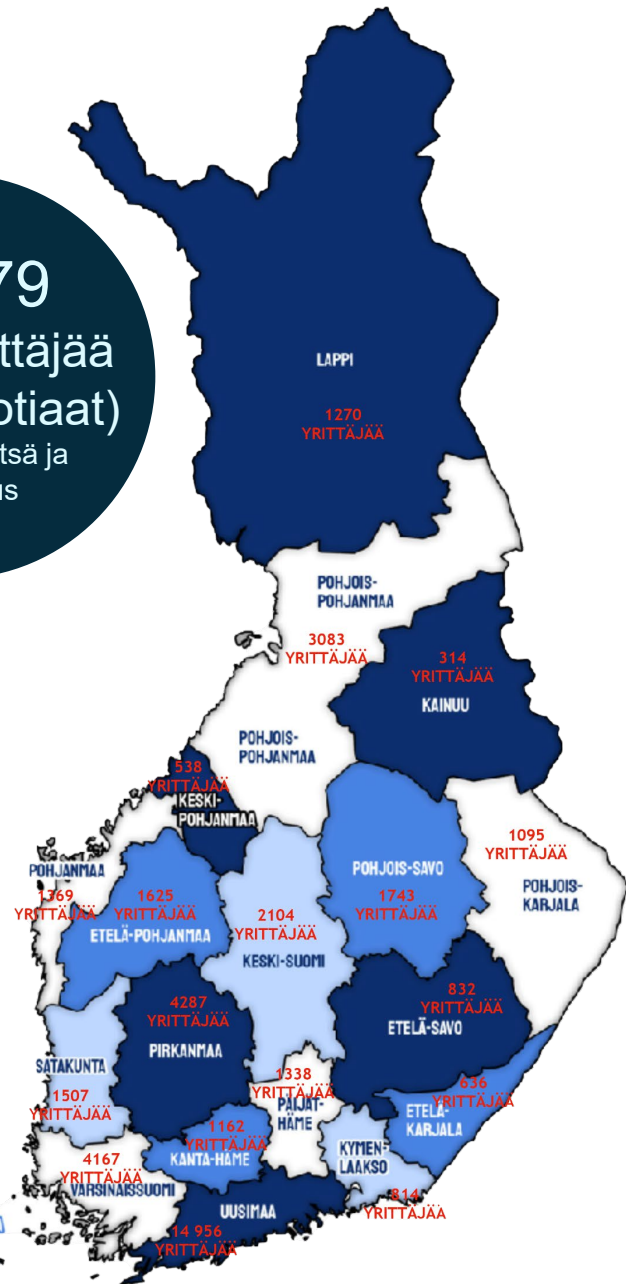 79
ttäjää
otiaat)
tsä ja
us
LAPPI
1270
YRITTÄJÄÄ
POHJOIS-
POHJANMAA
3083
YRITTÄJÄÄ
314
YRITTÄJÄÄ
KAINUU
POHJOIS-
POHJANMAA
538
YRITTÄJÄÄ
KESKI-
POHJANMAA
1095
YRITTÄJÄÄ
POHJOIS-
KARJALA
POHJANMAA
1369
YRITTÄJÄÄ
1625
YRITTÄJÄÄ
ETELÄ-POHJANMAA
2104
YRITTÄJÄÄ
KESKI-SUOMI
POHJOIS-SAVO
1743
YRITTÄJÄÄ
832
YRITTÄJÄÄ
ETELÄ-SAVO
4287
YRITTÄJÄÄ
PIRKANMAA
SATAKUNTA
1507
YRITTÄJÄÄ
1338
YRITTÄJÄÄ
PÄIJÄT-
HÄME
636
YRITTÄJÄÄ
ETELÄ-
KARJALA
1162
YRITTÄJÄÄ
KANTA-HÄME
KYMEN-
LAAKSO
814
YRITTÄJÄÄ
4167
YRITTÄJÄÄ
VARSINAISSUOMI
UUSIMAA
14 956
YRITTÄJÄÄ